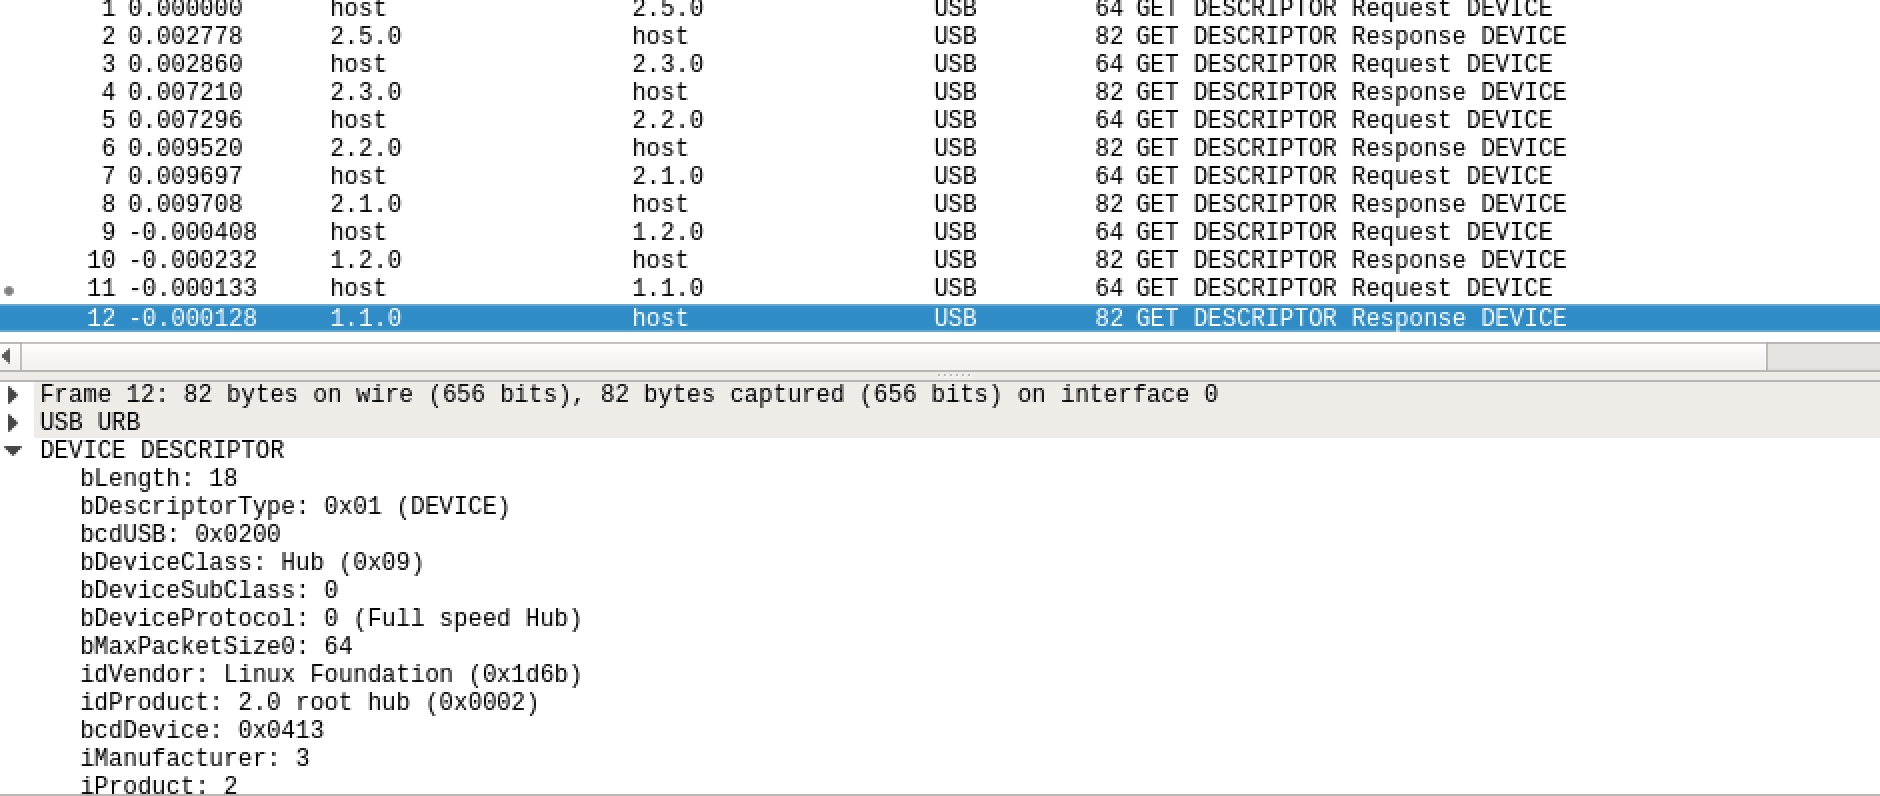 1 0.000000 host 2.5.0 USB 64 GET DESCRIPTOR Request DEVICE
2 0.002778 2.5.0 host USB 82 GET DESCRIPTOR Response DEVICE
3 0.002860 host 2.3.0 USB 64 GET DESCRIPTOR Request DEVICE
4 0.007210 2.3.0 host USB 82 GET DESCRIPTOR Response DEVICE
5 0.007296 host 2.2.0 USB 64 GET DESCRIPTOR Request DEVICE
6 0.009520 2.2.0 host USB 82 GET DESCRIPTOR Response DEVICE
7 0.009697 host 2.1.0 USB 64 GET DESCRIPTOR Request DEVICE
8 0.009708 2.1.0 host USB 82 GET DESCRIPTOR Response DEVICE
9 -0.000408 host 1.2.0 USB 64 GET DESCRIPTOR Request DEVICE
10 -0.000232 1.2.0 host USB 82 GET DESCRIPTOR Response DEVICE
11 -0.000133 host 1.1.0 USB 64 GET DESCRIPTOR Request DEVICE
12 -0.000128 1.1.0 host USB 82 GET DESCRIPTOR Response DEVICE
Frame 12: 82 bytes on wire (656 bits), 82 bytes captured (656 bits) on interface 0
USB URB
DEVICE DESCRIPTOR
bLength: 18
bDescriptorType: 0x01 (DEVICE)
bcdUSB: 0x0200
bDeviceClass: Hub (0x09)
bDeviceSubClass: 0
bDeviceProtocol: 0 (Full speed Hub)
bMaxPacketSize0: 64
idVendor: Linux Foundation (0x1d6b)
idProduct: 2.0 root hub (0x0002)
bcdDevice: 0x0413
iManufacturer: 3
iProduct: 2